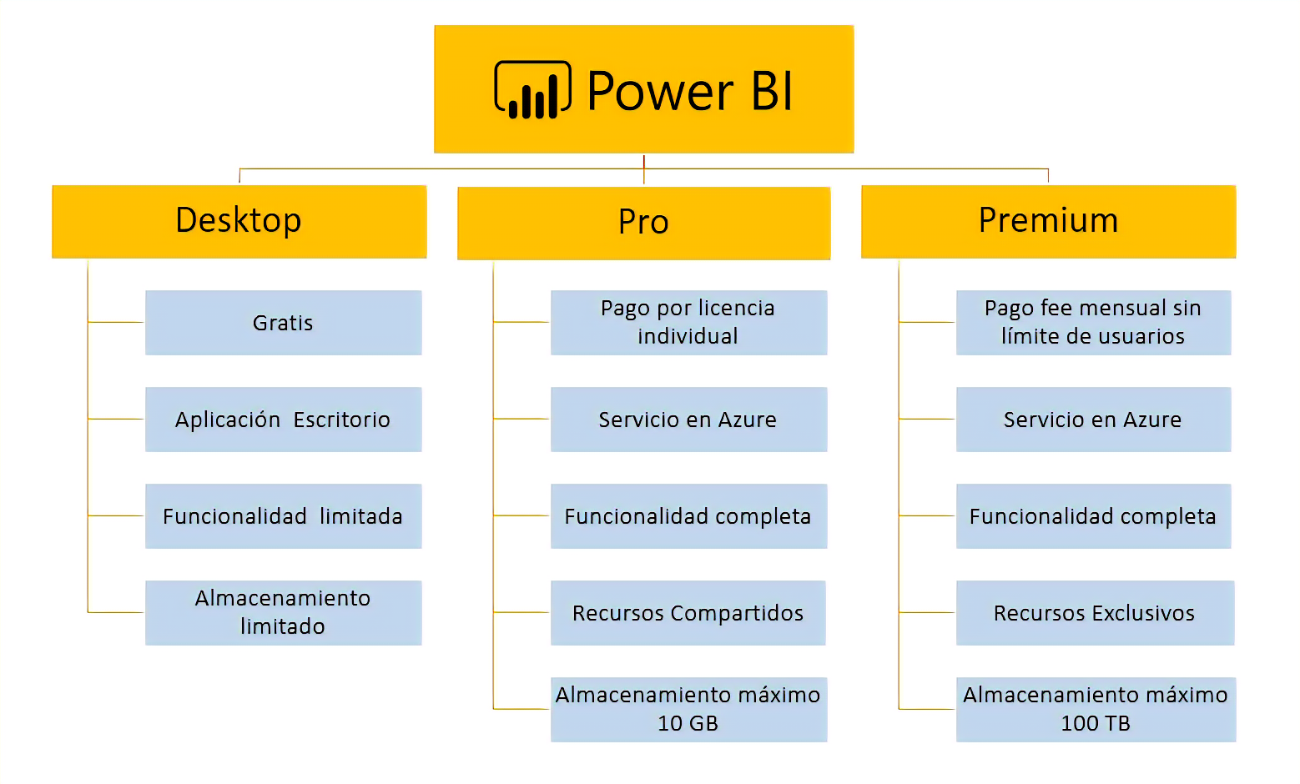 Power BI
Desktop
Gratis
Aplicación Escritorio
Funcionalidad limitada
Almacenamiento
limitado
Pro
Pago por licencia
individual
Servicio en Azure
Funcionalidad completa
Recursos Compartidos
Almacenamiento máximo
10 GB
Premium
Pago fee mensual sin
límite de usuarios
Servicio en Azure
Funcionalidad completa
Recursos Exclusivos
Almacenamiento máximo
100 TB